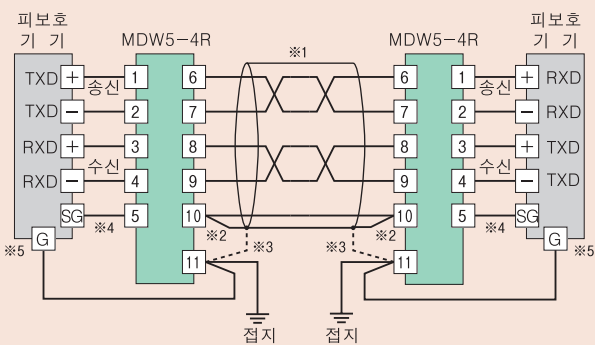 피보호 피보호
기 기 MDW5-4R ※1 MDW5-4R 기 기
TXD + 송신 1 6 6 1 송신 + RXD
TXD − 2 7 7 2 − RXD
RXD + 수신 3 8 8 3 수신 + TXD
RXD − 4 9 9 4 − TXD
SG ※4 5 10 ※2 ※2 10 5 ※4 SG
※5 G ※3 ※3 G ※5
11 11
접지 접지